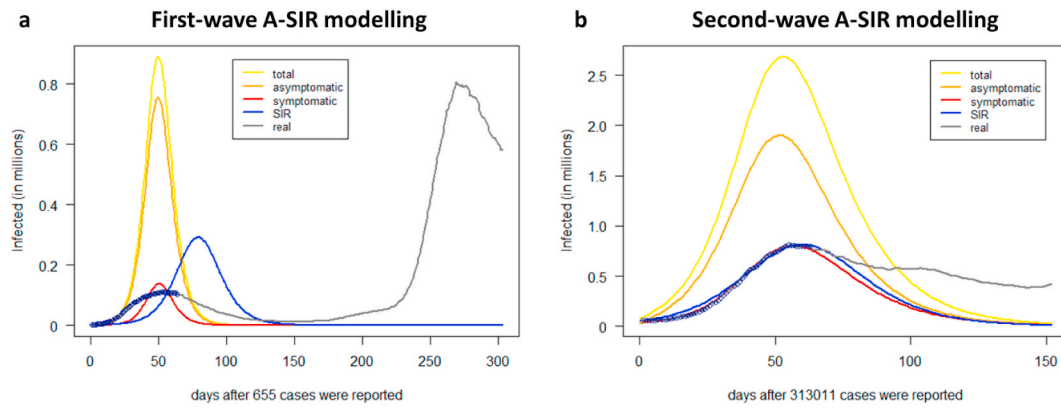 a
First-wave A-SIR modelling
total
asymptomatic
symptomatic
SIR
real
Infected (in millions)
0.8
0.6
0.4
0.2
0
0
50
100
150
200
250
300
days after 655 cases were reported
b
Second-wave A-SIR modelling
total
asymptomatic
symptomatic
SIR
real
Infected (in millions)
2.5
2.0
1.5
1.0
0.5
0
0
50
100
150
days after 313011 cases were reported